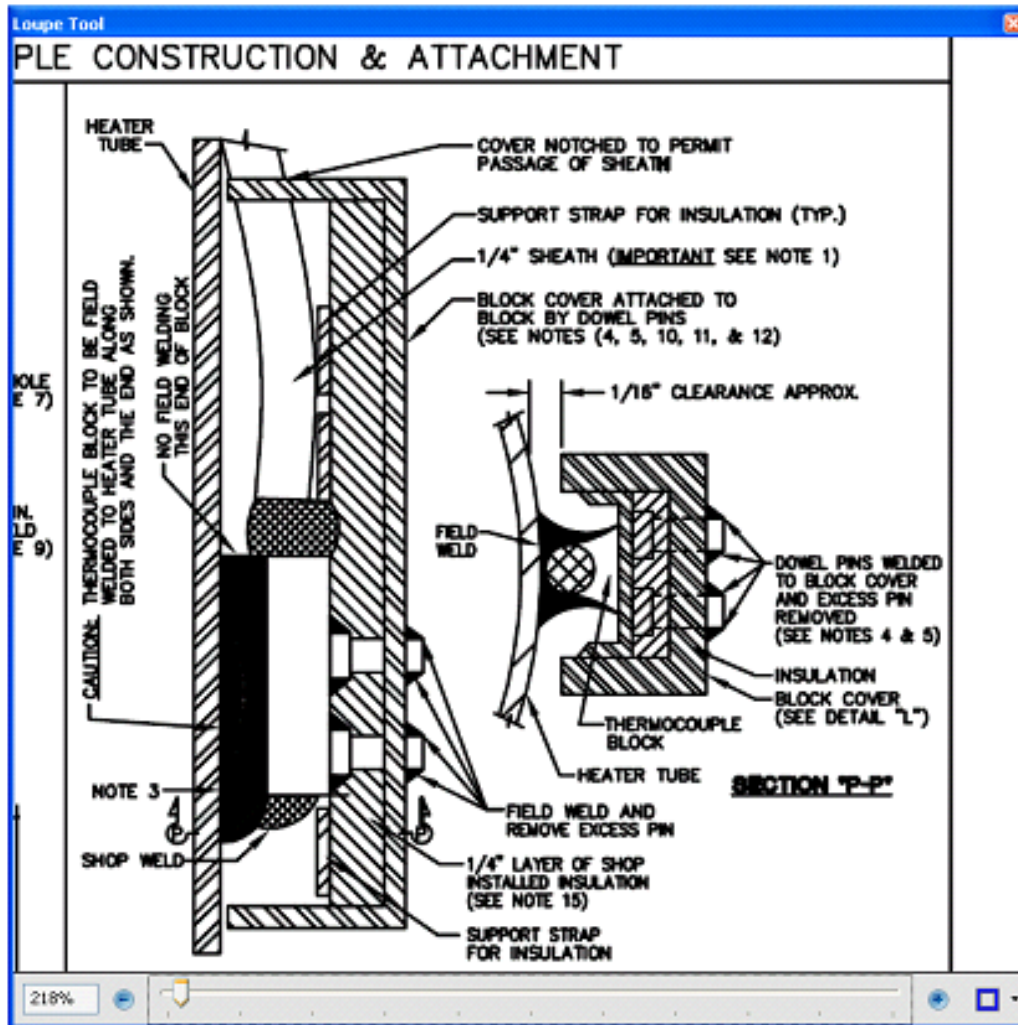 Loupe Tool
PLE CONSTRUCTION & ATTACHMENT
HEATER
TUBE
COVER NOTCHED TO PERMIT
PASSAGE OF SHEATH
SUPPORT STRAP FOR INSULATION (TYP.)
1/4" SHEATH (IMPORTANT SEE NOTE 1)
BLOCK COVER ATTACHED TO
BLOCK BY DOWEL PINS
(SEE NOTES (4, 5, 10, 11, & 12)
CAUTION: THERMOCOUPLE BLOCK TO BE FIELD
WELDED TO HEATER TUBE ALONG
BOTH SIDES AND THE END AS SHOWN.
NO FIELD WELDING
THIS END OF BLOCK
HOLE
E 7)
IN.
LD
E 9)
1/16" CLEARANCE APPROX.
FIELD
WELD
DOWEL PINS WELDED
TO BLOCK COVER
AND EXCESS PIN
REMOVED
(SEE NOTES 4 & 5)
INSULATION
BLOCK COVER
(SEE DETAIL "L")
THERMOCOUPLE
BLOCK
HEATER TUBE
SECTION "P-P"
NOTE 3
P
P
SHOP WELD
FIELD WELD AND
REMOVE EXCESS PIN
1/4" LAYER OF SHOP
INSTALLED INSULATION
(SEE NOTE 15)
SUPPORT STRAP
FOR INSULATION
218%